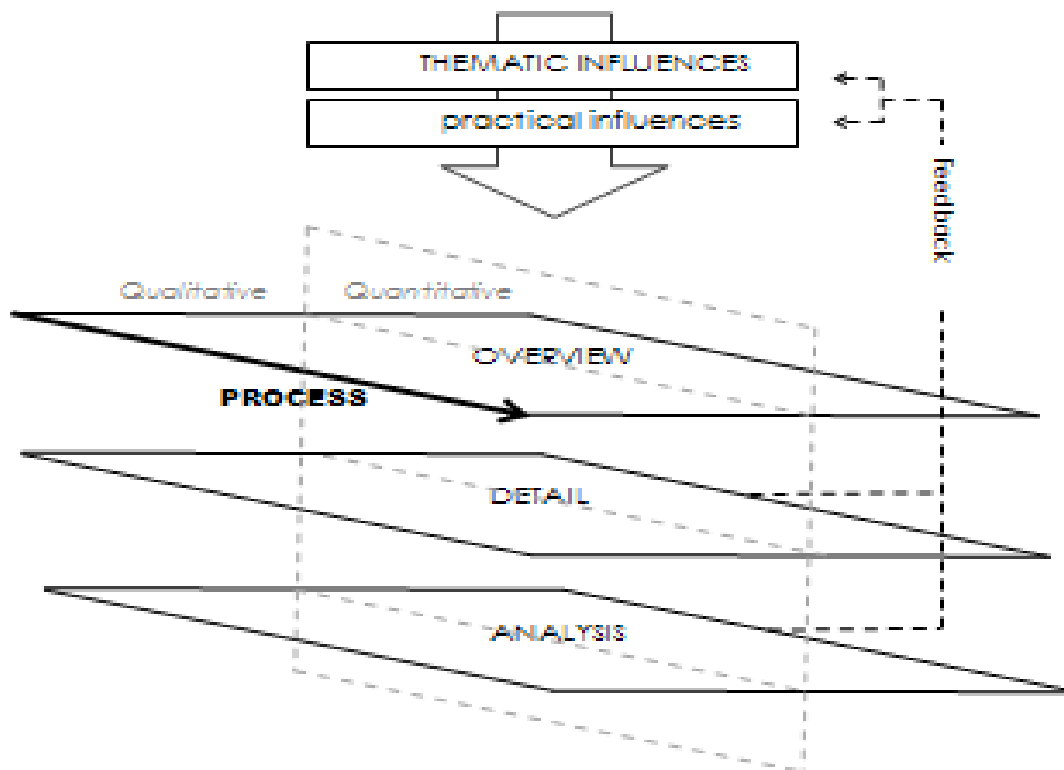 THEMATIC INFLUENCES
practical influences
feedback
Qualitative Quantitative
OVERVIEW
PROCESS
DETAIL
ANALYSIS